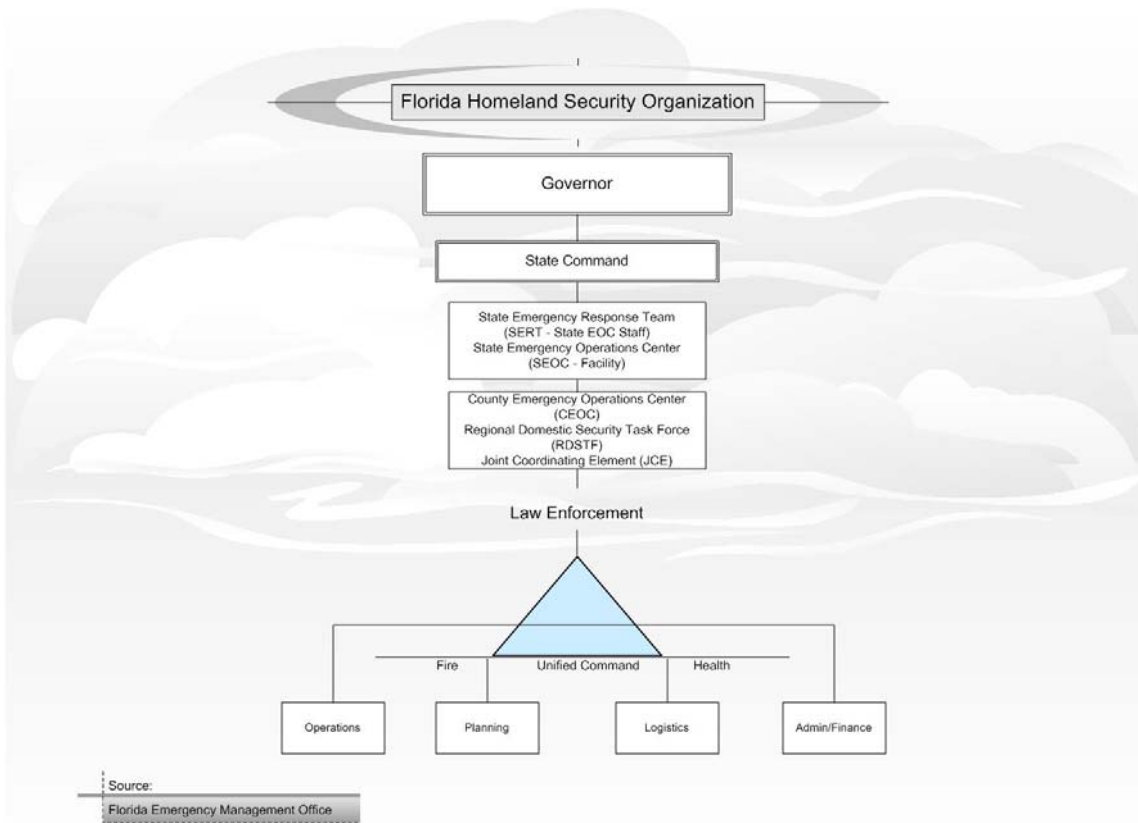 Florida Homeland Security Organization
Governor
State Command
State Emergency Response Team
(SERT - State EOC Staff)
State Emergency Operations Center
(SEOC - Facility)
County Emergency Operations Center
(CEOC)
Regional Domestic Security Task Force
(RDSTF)
Joint Coordinating Element (JCE)
Law Enforcement
Fire Unified Command Health
Operations Planning Logistics Admin/Finance
Source:
Florida Emergency Management Office